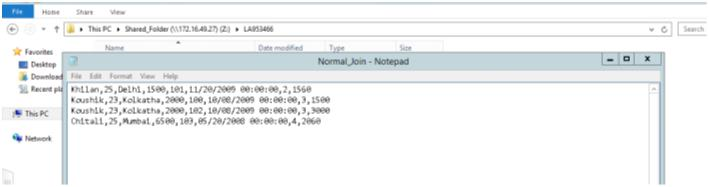 File Home Share View
This PC ▸ Shared_Folder (\\172.16.49.27) (Z:) ▸ LA953466
Search
Name Date modified Type Size
Favorites
Desktop
Download
Recent pla
This PC
Network
Normal_Join - Notepad
File Edit Format View Help
Khilan,25,Delhi,1500,101,11/20/2009 00:00:00,2,1560
Koushik,23,Kolkatha,2000,100,10/08/2009 00:00:00,3,1500
Koushik,23,Kolkatha,2000,102,10/08/2009 00:00:00,3,3000
Chitali,25,Mumbai,6500,103,05/20/2008 00:00:00,4,2060